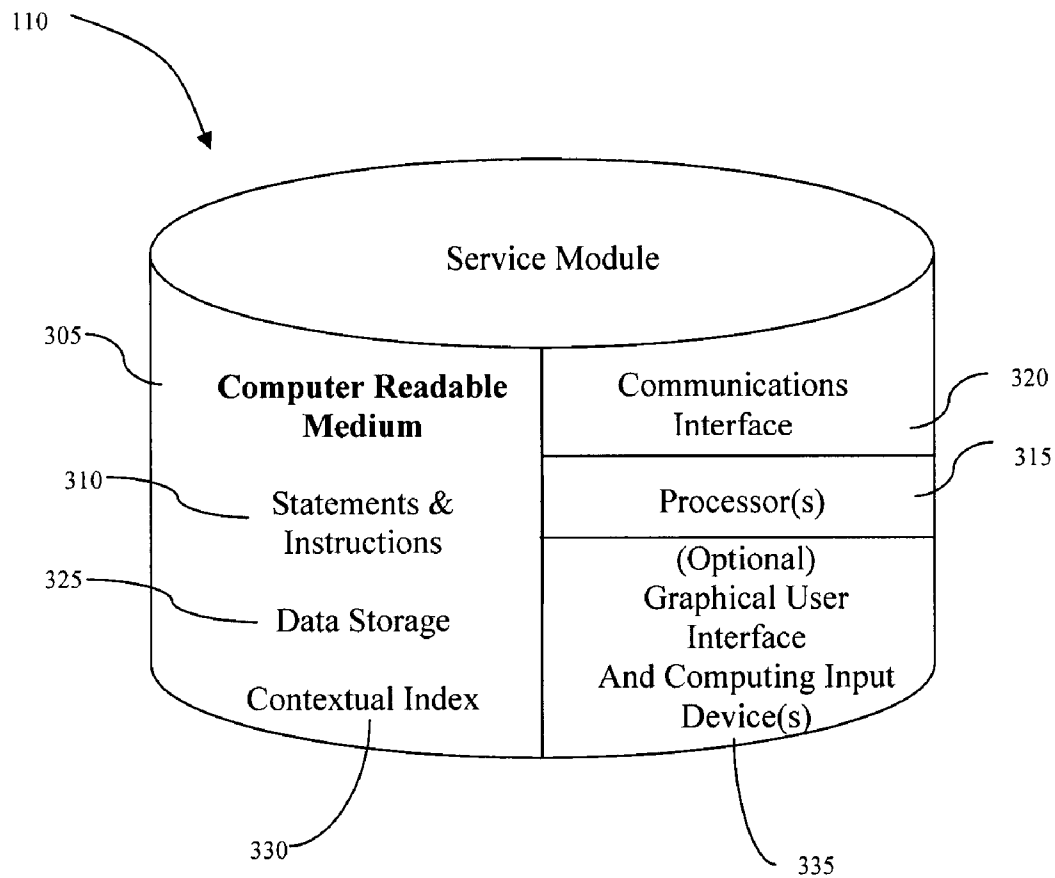 110
Service Module
305
Computer Readable
Medium
310
Statements &
Instructions
325
Data Storage
Contextual Index
330
Communications
Interface
320
315
Processor(s)
(Optional)
Graphical User
Interface
And Computing Input
Device(s)
335